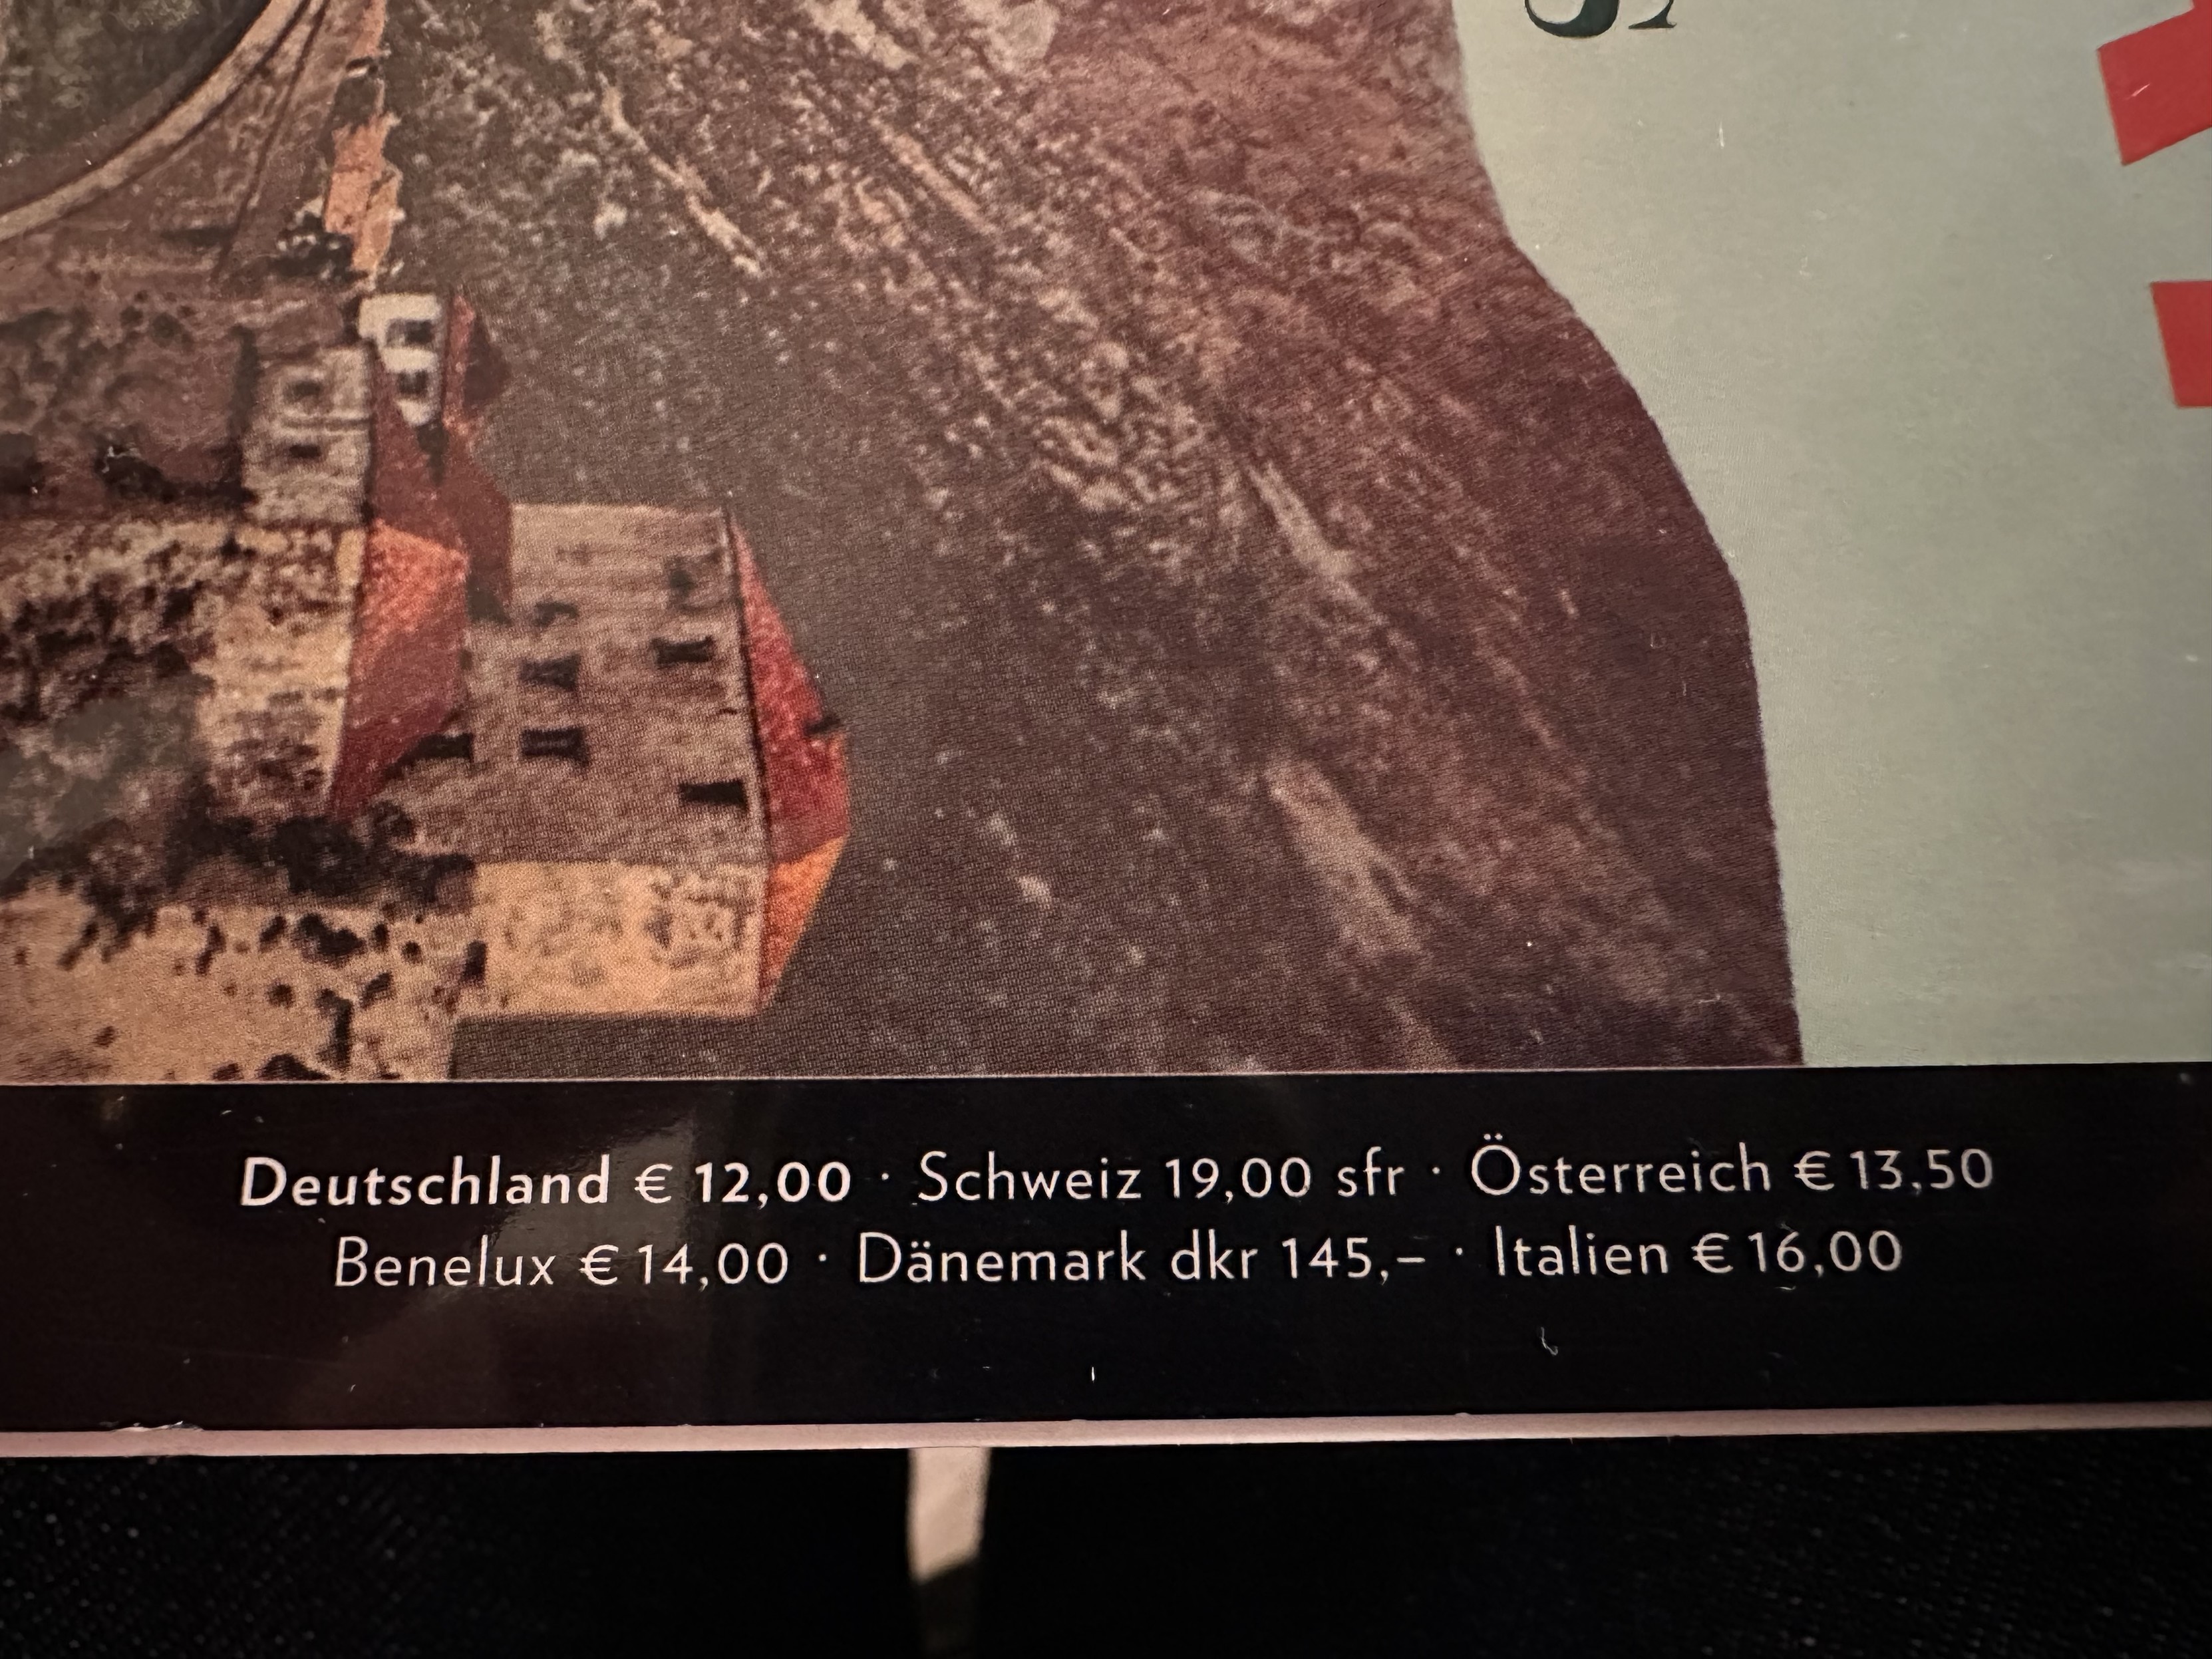 Deutschland € 12,00 · Schweiz 19,00 sfr · Österreich € 13,50
Benelux € 14,00 · Dänemark dkr 145,– · Italien € 16,00